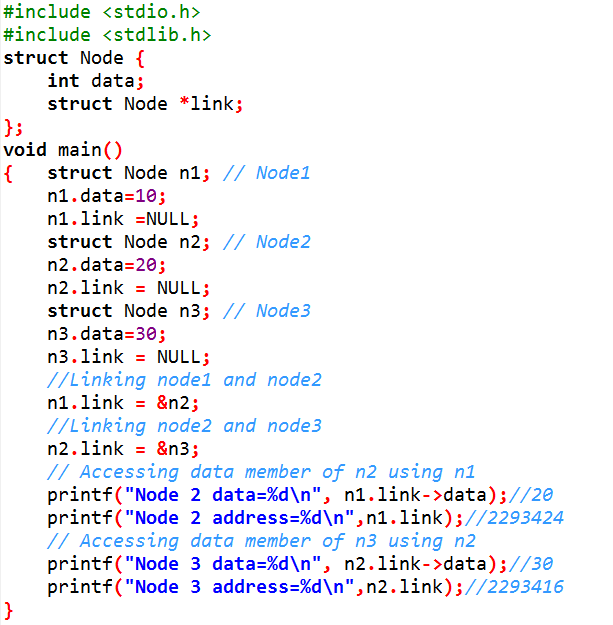 #include <stdio.h>
#include <stdlib.h>
struct Node {
    int data;
    struct Node *link;
};
void main()
{   struct Node n1; // Node1
    n1.data=10;
    n1.link =NULL;
    struct Node n2; // Node2
    n2.data=20;
    n2.link = NULL;
    struct Node n3; // Node3
    n3.data=30;
    n3.link = NULL;
    //Linking node1 and node2
    n1.link = &n2;
    //Linking node2 and node3
    n2.link = &n3;
    // Accessing data member of n2 using n1
    printf("Node 2 data=%d\n", n1.link->data);//20
    printf("Node 2 address=%d\n",n1.link);//2293424
    // Accessing data member of n3 using n2
    printf("Node 3 data=%d\n", n2.link->data);//30
    printf("Node 3 address=%d\n",n2.link);//2293416
}